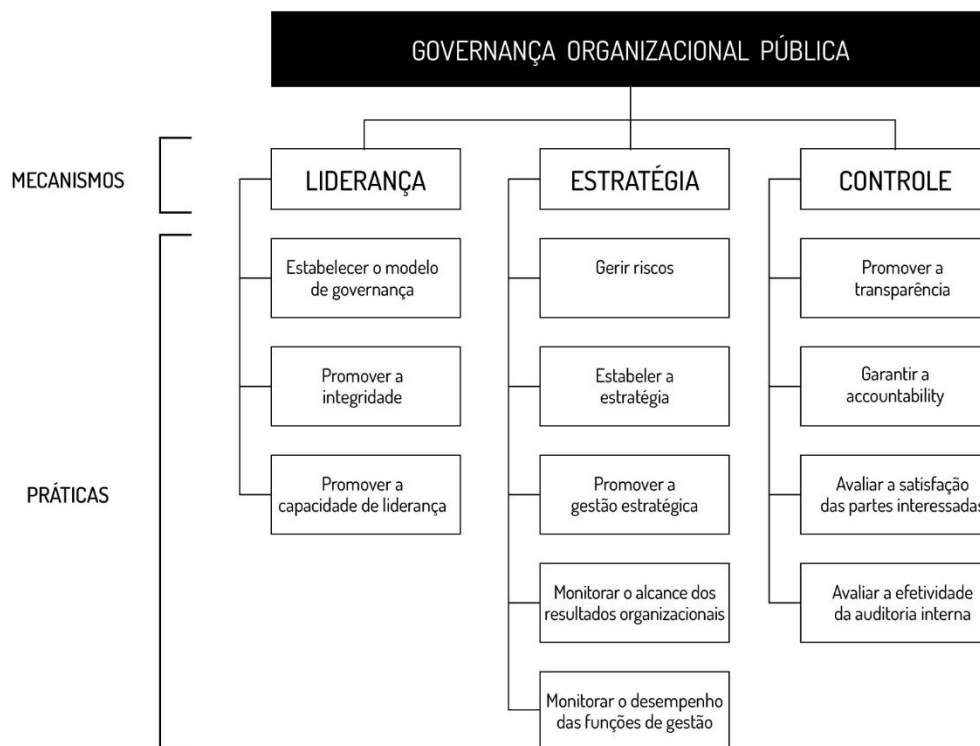 GOVERNANÇA ORGANIZACIONAL PÚBLICA
MECANISMOS
LIDERANÇA
ESTRATÉGIA
CONTROLE
PRÁTICAS
Estabelecer o modelo
de governança
Promover a
integridade
Promover a
capacidade de liderança
Gerir riscos
Estabeler a
estratégia
Promover a
gestão estratégica
Monitorar o alcance dos
resultados organizacionais
Monitorar o desempenho
das funções de gestão
Promover a
transparência
Garantir a
accountability
Avaliar a satisfação
das partes interessadas
Avaliar a efetividade
da auditoria interna